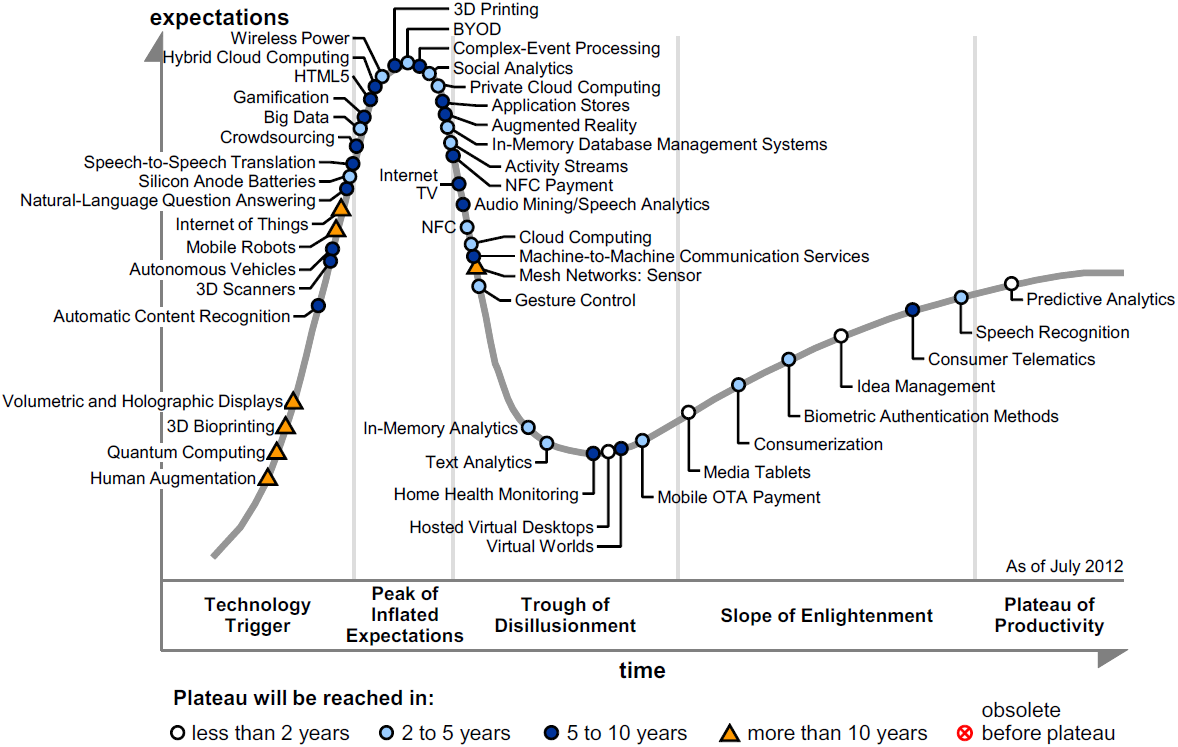 expectations
3D Printing
BYOD
Wireless Power
Complex-Event Processing
Hybrid Cloud Computing
Social Analytics
HTML5
Private Cloud Computing
Gamification
Application Stores
Big Data
Augmented Reality
Crowdsourcing
In-Memory Database Management Systems
Speech-to-Speech Translation
Activity Streams
Silicon Anode Batteries
NFC Payment
Internet
TV
Natural-Language Question Answering
Audio Mining/Speech Analytics
Internet of Things
NFC
Mobile Robots
Cloud Computing
Autonomous Vehicles
Machine-to-Machine Communication Services
3D Scanners
Mesh Networks: Sensor
Automatic Content Recognition
Gesture Control
Predictive Analytics
Speech Recognition
Consumer Telematics
Idea Management
Volumetric and Holographic Displays
Biometric Authentication Methods
3D Bioprinting
In-Memory Analytics
Consumerization
Quantum Computing
Text Analytics
Media Tablets
Human Augmentation
Home Health Monitoring
Mobile OTA Payment
Hosted Virtual Desktops
Virtual Worlds
As of July 2012
Technology
Trigger
Peak of
Inflated
Expectations
Trough of
Disillusionment
Slope of Enlightenment
Plateau of
Productivity
time
Plateau will be reached in:
less than 2 years
2 to 5 years
5 to 10 years
more than 10 years
obsolete
before plateau